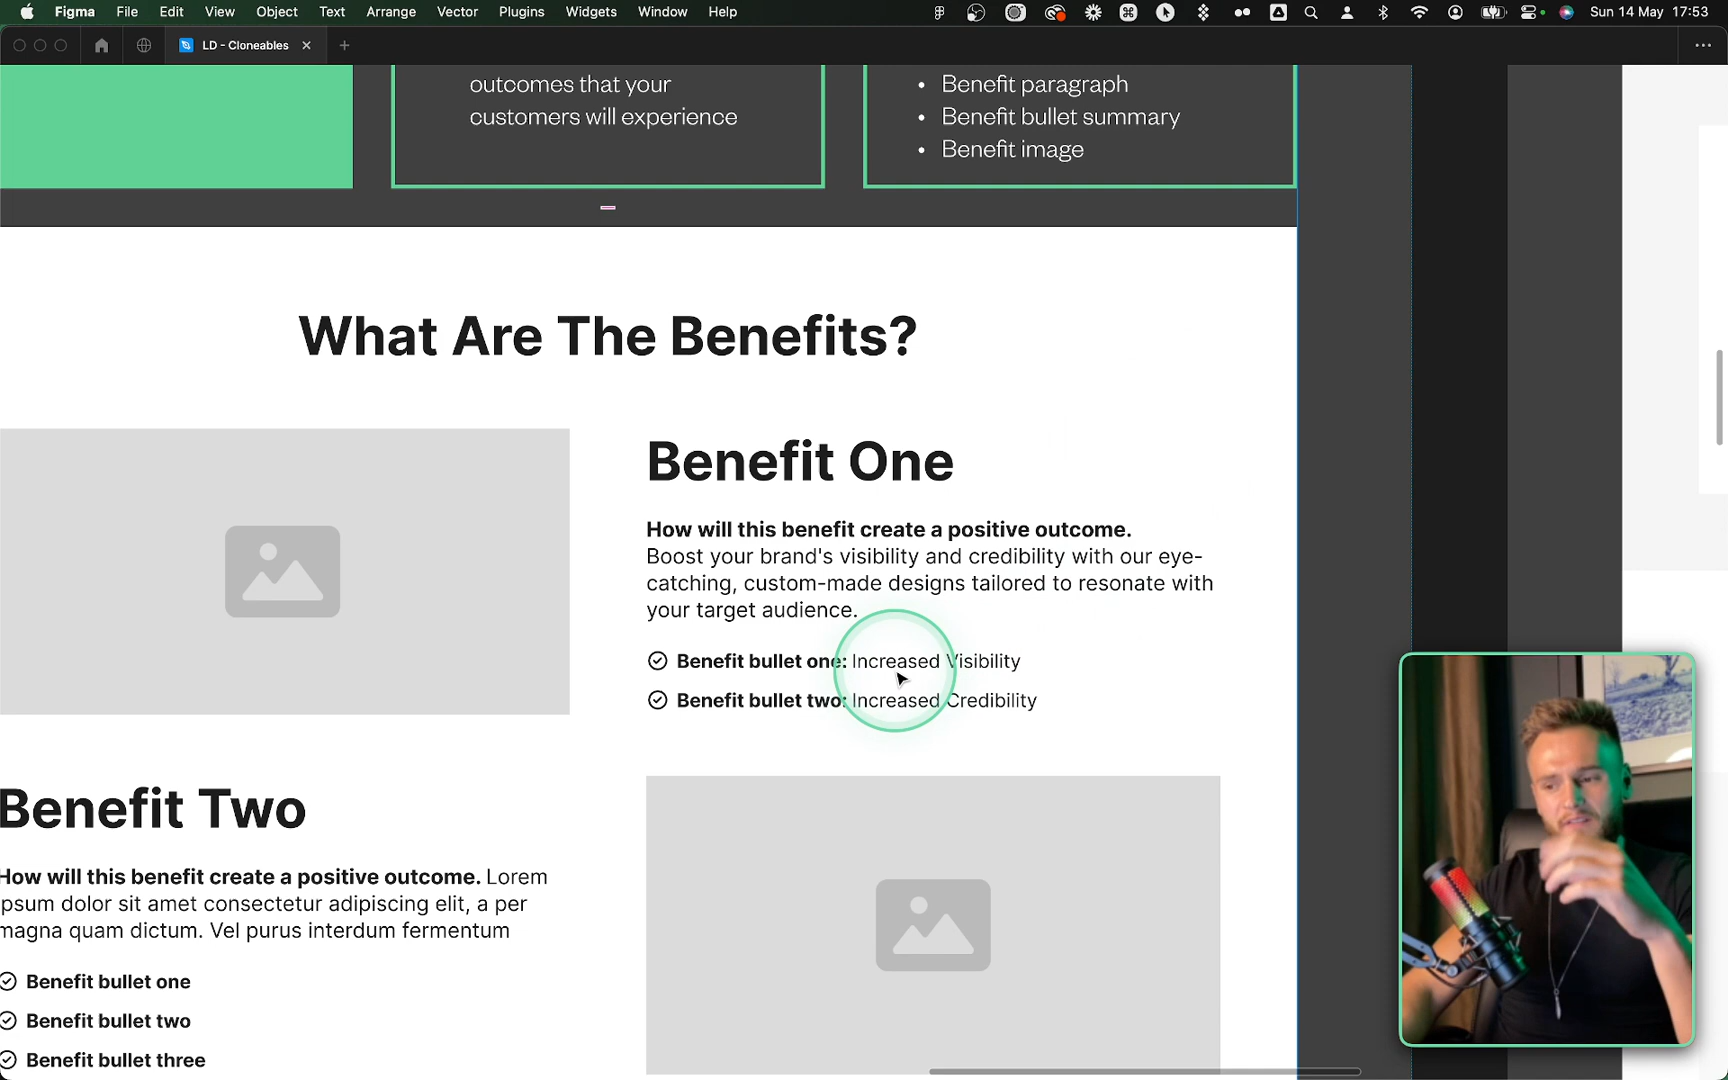 Figma File Edit View Object Text Arrange Vector Plugins Widgets Window Help Sun 14 May 17:53
LD - Cloneables
outcomes that your
customers will experience
• Benefit paragraph
• Benefit bullet summary
• Benefit image
What Are The Benefits?
Benefit One
How will this benefit create a positive outcome.
Boost your brand's visibility and credibility with our eye-
catching, custom-made designs tailored to resonate with
your target audience.
Benefit bullet one: Increased Visibility
Benefit bullet two: Increased Credibility
Benefit Two
How will this benefit create a positive outcome. Lorem
ipsum dolor sit amet consectetur adipiscing elit, a per
magna quam dictum. Vel purus interdum fermentum
Benefit bullet one
Benefit bullet two
Benefit bullet three